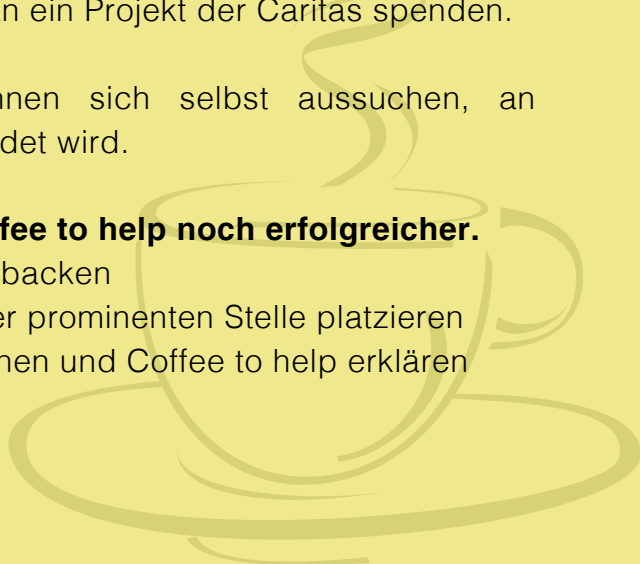 n ein Projekt der Caritas spenden.
nnen sich selbst aussuchen, an
det wird.
fee to help noch erfolgreicher.
backen
er prominenten Stelle platzieren
nen und Coffee to help erklären